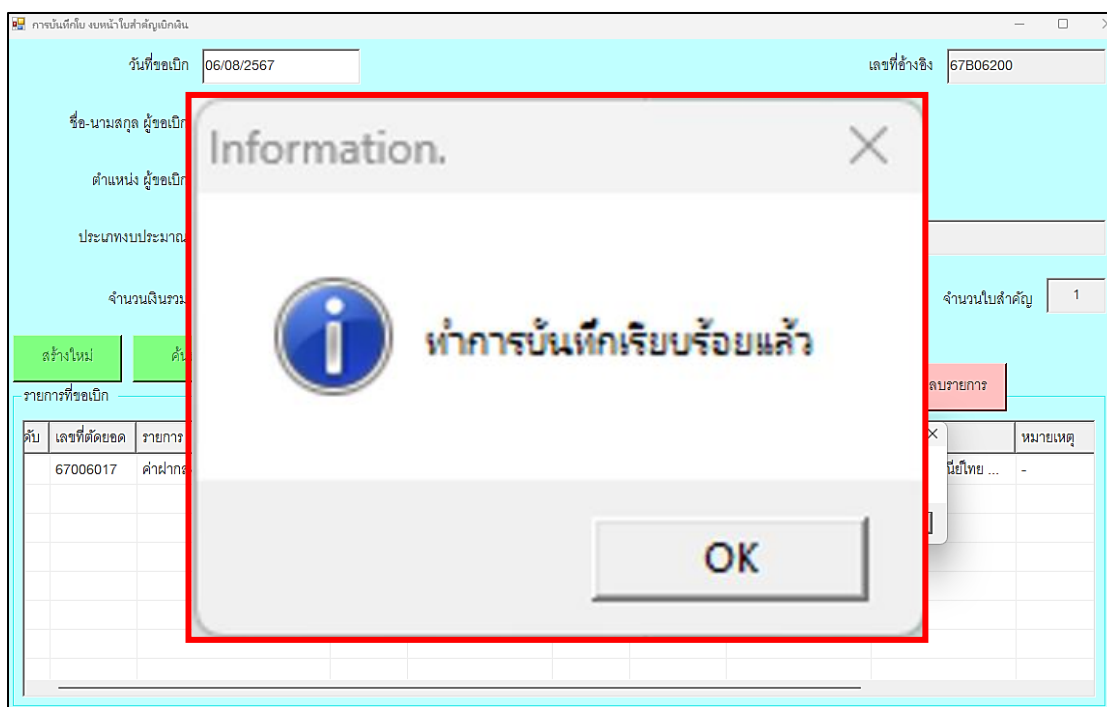 การบันทึกใบ งบหน้าใบสำคัญเบิกเงิน
วันที่ขอเบิก 06/08/2567 เลขที่อ้างอิง 67B06200
ชื่อ-นามสกุล ผู้ขอเบิก
ตำแหน่ง ผู้ขอเบิก
ประเภทงบประมาณ
จำนวนเงินรวม จำนวนใบสำคัญ 1
สร้างใหม่
ลบรายการ
รายการที่ขอเบิก
เลขที่ตัดยอด รายการ หมายเหตุ
67006017 -
Information.
ทำการบันทึกเรียบร้อยแล้ว
OK